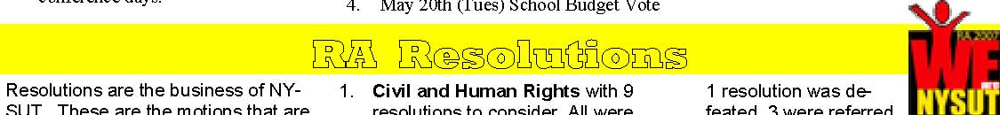 conference days.
4. May 20th (Tues) School Budget Vote
RA Resolutions
RA 2007
WE
NYSUT
Resolutions are the business of NY-
SUT. These are the motions that are
1. Civil and Human Rights with 9
resolutions to consider. All were
1 resolution was de-
feated, 3 were referred